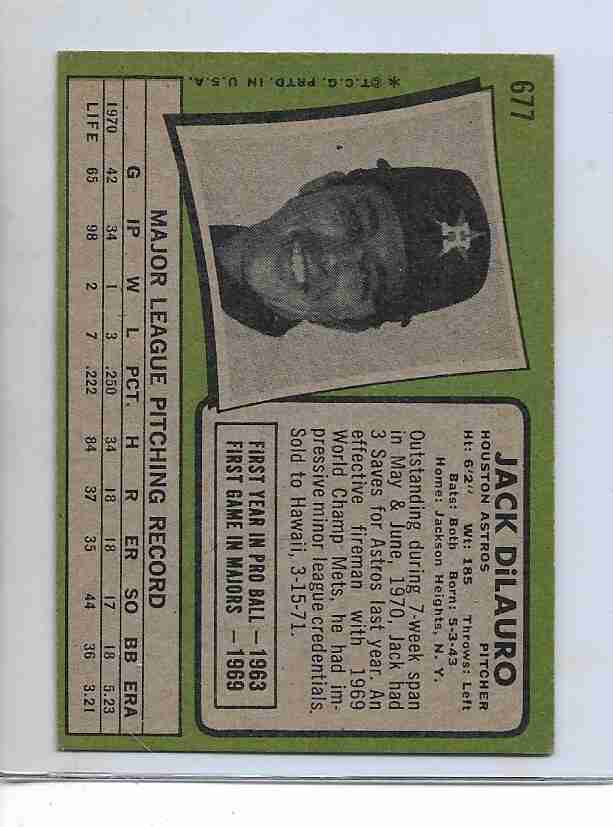 677
JACK DiLAURO
HOUSTON ASTROS PITCHER
Ht: 6'2" Wt: 185 Throws: Left
Bats: Both Born: 5-3-43
Home: Jackson Heights, N. Y.
Outstanding during 7-week span
in May & June, 1970, Jack had
3 Saves for Astros last year. An
effective fireman with 1969
World Champ Mets, he had im-
pressive minor league credentials.
Sold to Hawaii, 3-15-71.
FIRST YEAR IN PRO BALL — 1963
FIRST GAME IN MAJORS — 1969
H
*©T.C.G. PRTD. IN U.S.A.
MAJOR LEAGUE PITCHING RECORD
G IP W L PCT. H R ER SO BB ERA
1970 42 34 1 3 .250 34 18 18 17 18 5.23
LIFE 65 98 2 7 .222 84 37 35 44 36 3.21